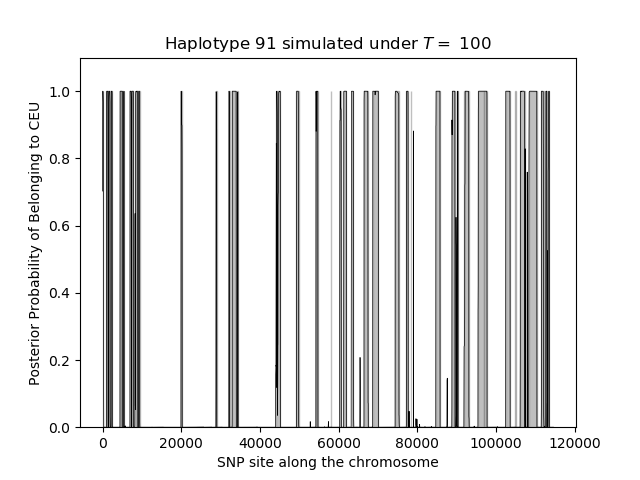 Haplotype 91 simulated under T = 100
Posterior Probability of Belonging to CEU
1.0
0.8
0.6
0.4
0.2
0.0
0 20000 40000 60000 80000 100000 120000
SNP site along the chromosome